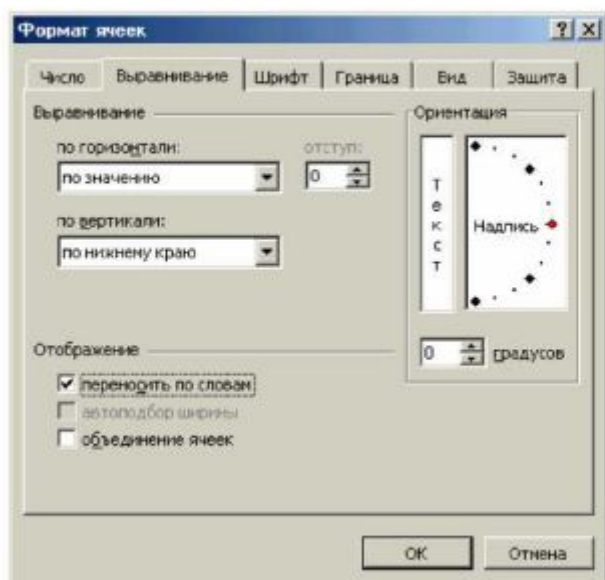 Формат ячеек
Число Выравнивание Шрифт Граница Вид Защита
Выравнивание
по горизонтали:
отступ:
по значению
0
по вертикали:
по нижнему краю
Ориентация
Текст
Надпись
0 градусов
Отображение
переносить по словам
автоподбор ширины
объединение ячеек
ОК Отмена